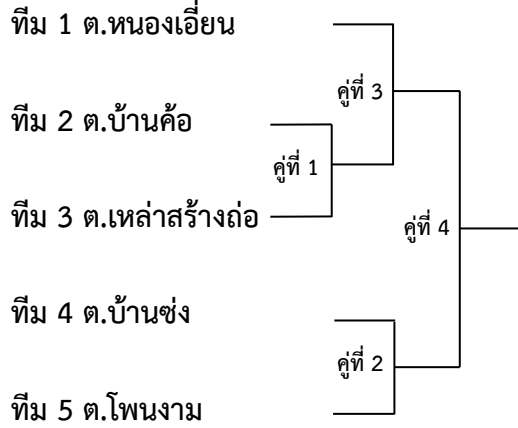 ทีม 1 ต.หนองเอี่ยน
คู่ที่ 3
ทีม 2 ต.บ้านค้อ
คู่ที่ 1
ทีม 3 ต.เหล่าสร้างถ่อ
คู่ที่ 4
ทีม 4 ต.บ้านซ่ง
คู่ที่ 2
ทีม 5 ต.โพนงาม